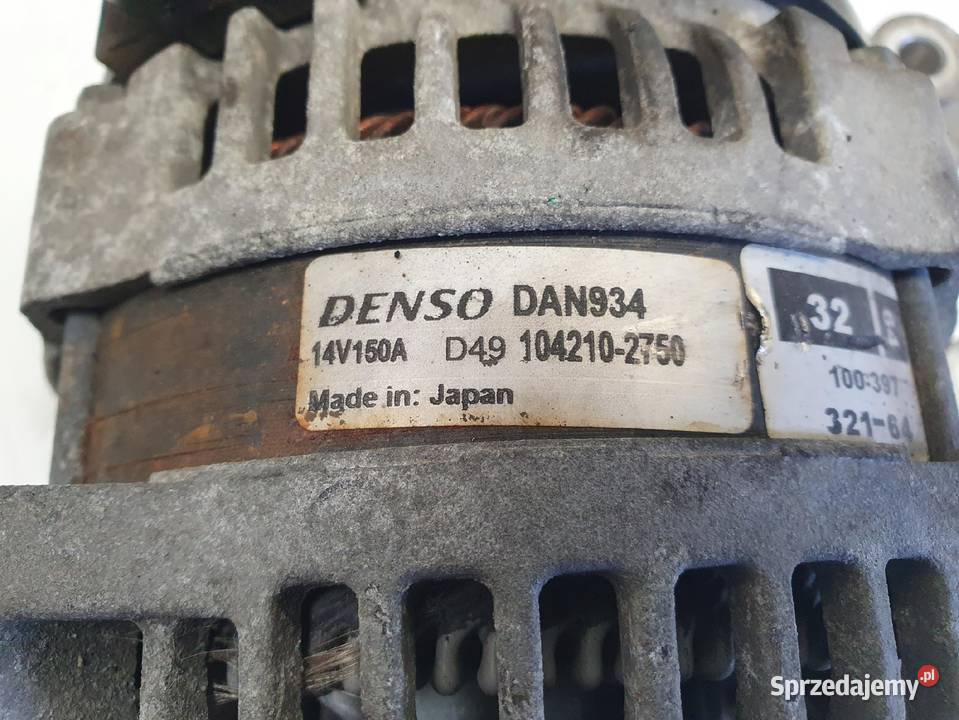 DENSO DAN934
14V150A D49 104210-2750
Made in: Japan
32
100:397
321-64
Sprzedajemy.pl